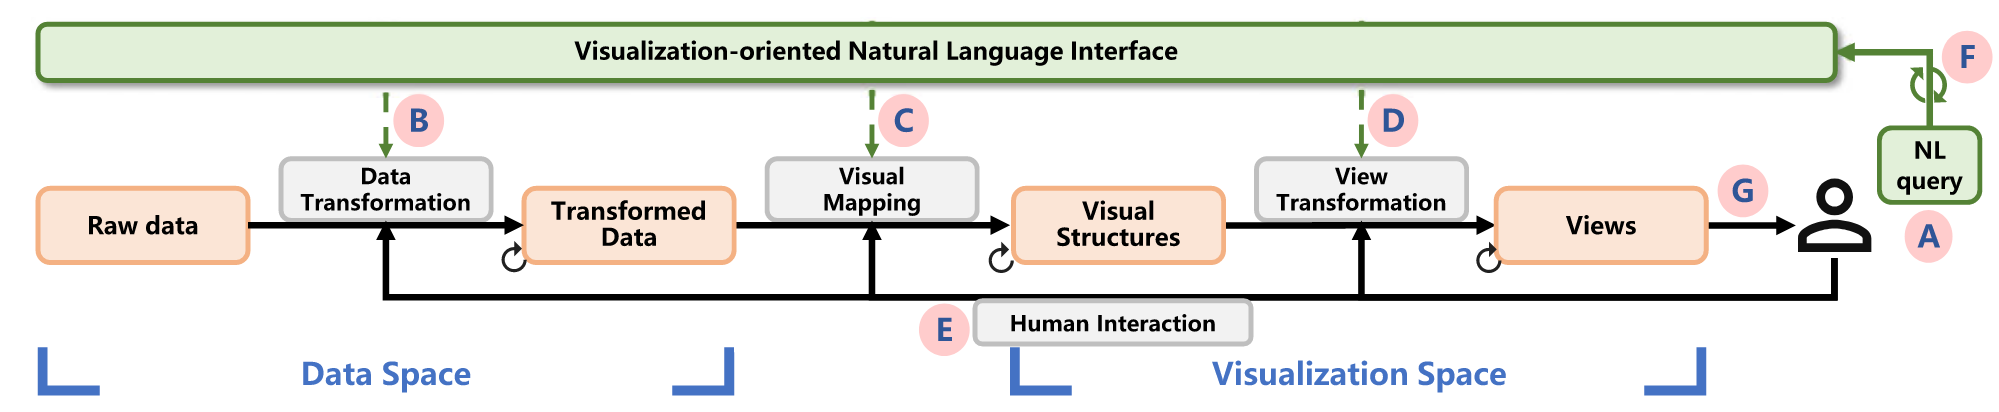 Visualization-oriented Natural Language Interface
F
B
C
D
NL
query
Data
Transformation
Visual
Mapping
View
Transformation
G
Raw data
Transformed
Data
Visual
Structures
Views
A
E
Human Interaction
Data Space
Visualization Space